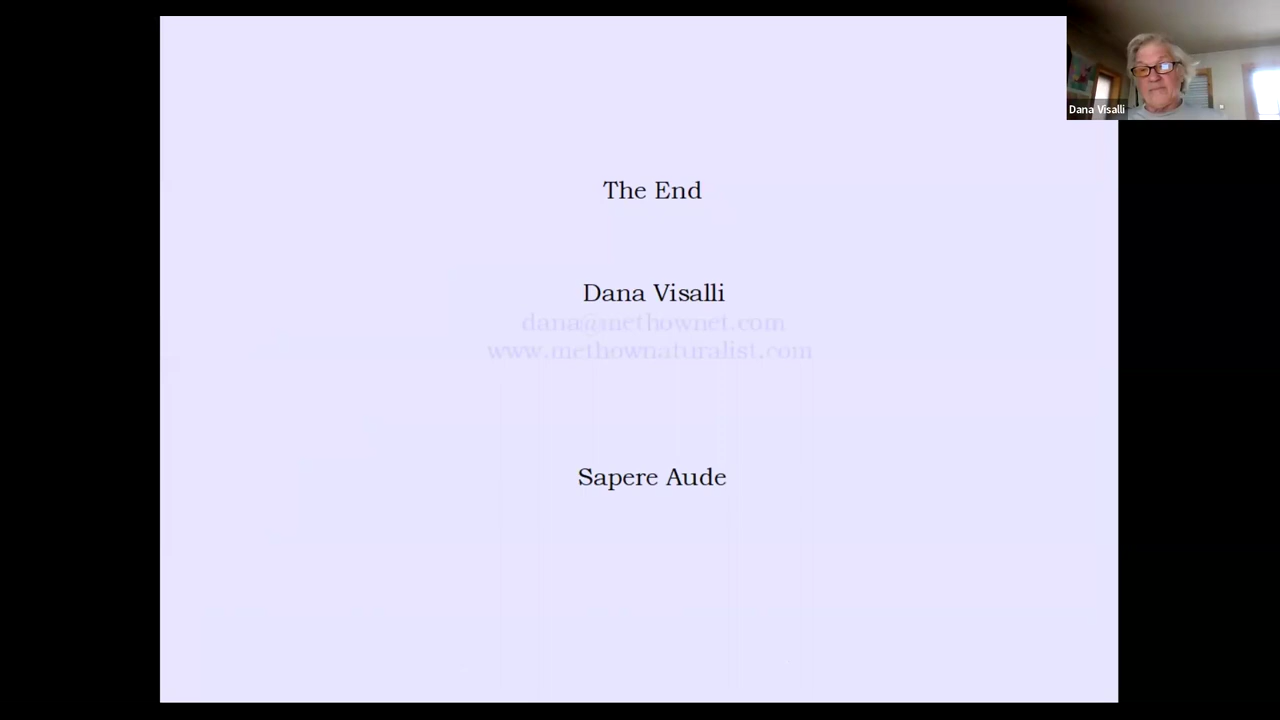 The End
Dana Visalli
dana@methownet.com
www.methownaturalist.com
Sapere Aude
Dana Visalli